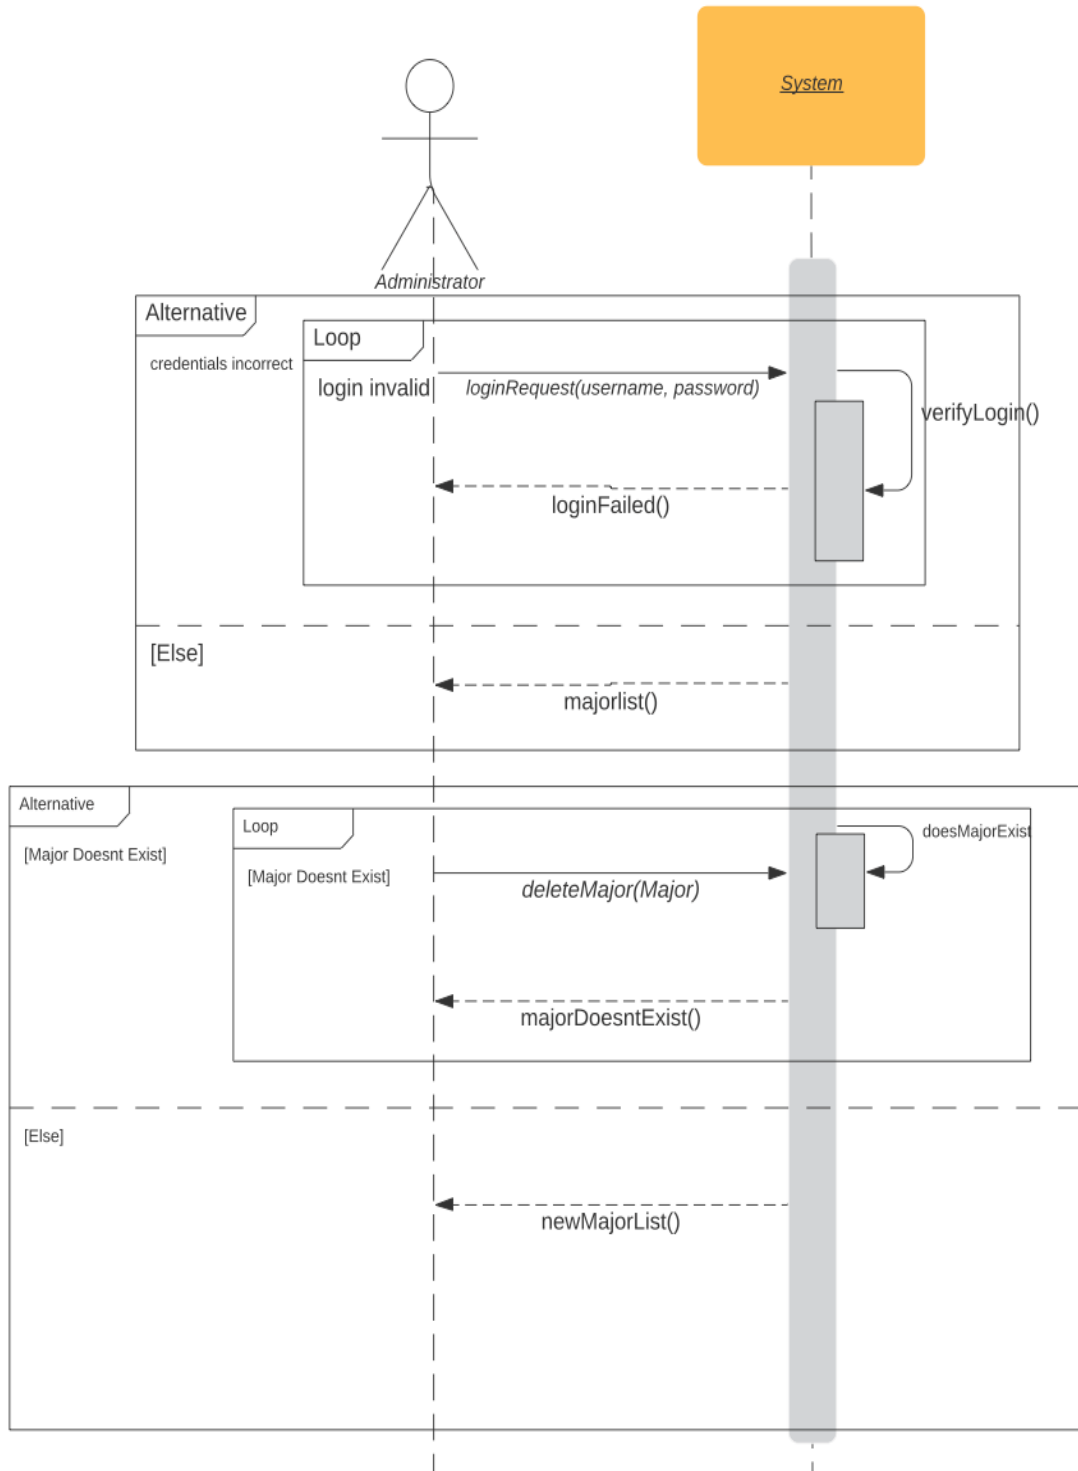 System
Administrator
Alternative
Loop
credentials incorrect
login invalid
loginRequest(username, password)
verifyLogin()
loginFailed()
[Else]
majorlist()
Alternative
Loop
doesMajorExist
[Major Doesnt Exist]
[Major Doesnt Exist]
deleteMajor(Major)
majorDoesntExist()
[Else]
newMajorList()